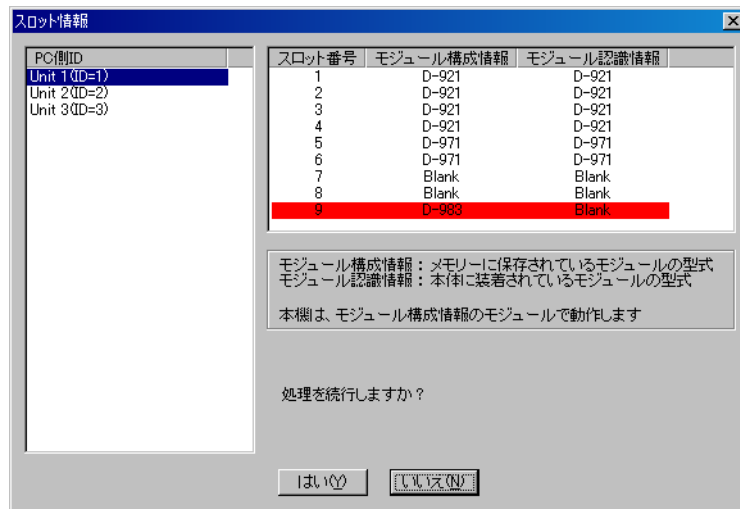 スロット情報
PC側ID
Unit 1(ID=1)
Unit 2(ID=2)
Unit 3(ID=3)
スロット番号 モジュール構成情報 モジュール認識情報
1 D-921 D-921
2 D-921 D-921
3 D-921 D-921
4 D-921 D-921
5 D-971 D-971
6 D-971 D-971
7 Blank Blank
8 Blank Blank
9 D-983 Blank
モジュール構成情報：メモリーに保存されているモジュールの型式
モジュール認識情報：本体に装着されているモジュールの型式
本機は、モジュール構成情報のモジュールで動作します
処理を続行しますか？
はい(Y) いいえ(N)